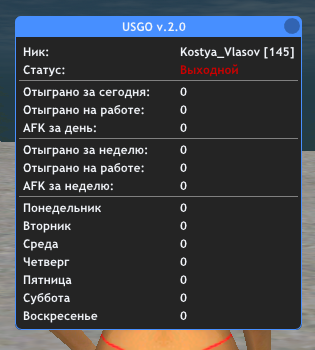 USGO v.2.0
Ник: Kostya_Vlasov [145]
Статус: Выходной
Отыграно за сегодня: 0
Отыграно на работе: 0
AFK за день: 0
Отыграно за неделю: 0
Отыграно на работе: 0
AFK за неделю: 0
Понедельник 0
Вторник 0
Среда 0
Четверг 0
Пятница 0
Суббота 0
Воскресенье 0